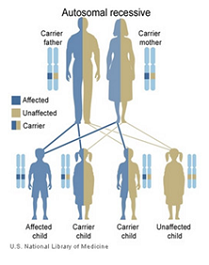 Autosomal recessive
Carrier father
Carrier mother
Affected
Unaffected
Carrier
Affected child
Carrier child
Carrier child
Unaffected child
U.S. National Library of Medicine